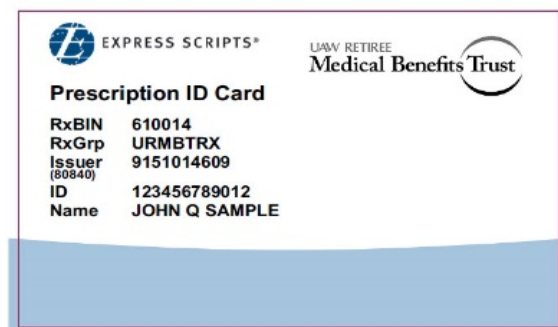 EXPRESS SCRIPTS®
UAW RETIREE
Medical Benefits Trust
Prescription ID Card
RxBIN 610014
RxGrp URMBTRX
Issuer 9151014609
(80840)
ID 123456789012
Name JOHN Q SAMPLE